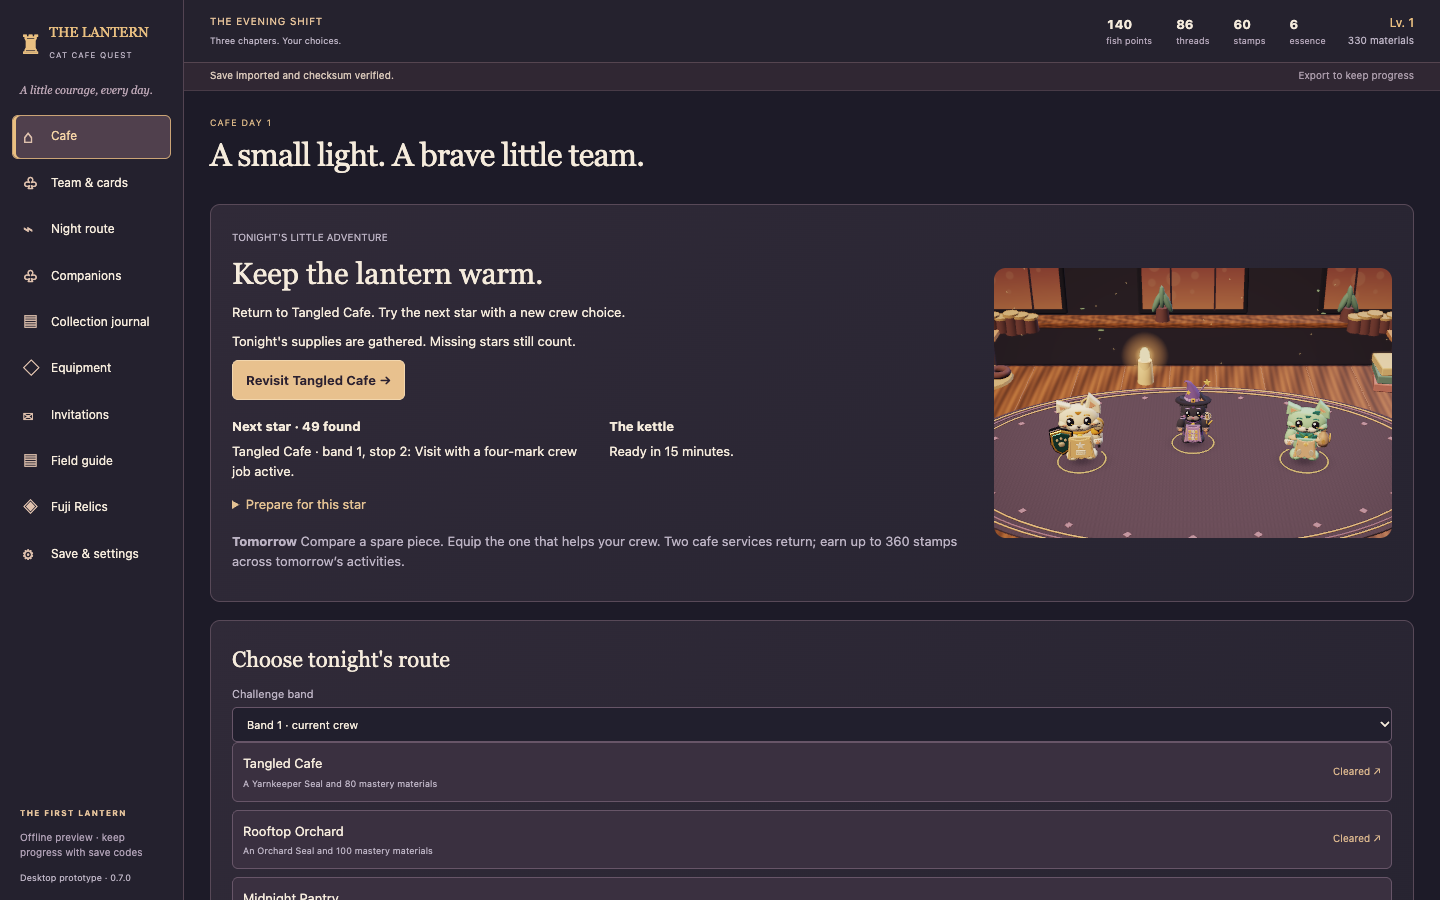 THE LANTERN
CAT CAFE QUEST
A little courage, every day.
Cafe
Team & cards
Night route
Companions
Collection journal
Equipment
Invitations
Field guide
Fuji Relics
Save & settings
THE FIRST LANTERN
Offline preview · keep
progress with save codes
Desktop prototype · 0.7.0
THE EVENING SHIFT
Three chapters. Your choices.
140 fish points
86 threads
60 stamps
6 essence
Lv. 1
330 materials
Save imported and checksum verified.
Export to keep progress
CAFE DAY 1
A small light. A brave little team.
TONIGHT'S LITTLE ADVENTURE
Keep the lantern warm.
Return to Tangled Cafe. Try the next star with a new crew choice.
Tonight's supplies are gathered. Missing stars still count.
Revisit Tangled Cafe →
Next star · 49 found
Tangled Cafe · band 1, stop 2: Visit with a four-mark crew
job active.
The kettle
Ready in 15 minutes.
▶ Prepare for this star
Tomorrow Compare a spare piece. Equip the one that helps your crew. Two cafe services return; earn up to 360 stamps
across tomorrow’s activities.
Choose tonight's route
Challenge band
Band 1 · current crew
Tangled Cafe
A Yarnkeeper Seal and 80 mastery materials
Cleared ↗
Rooftop Orchard
An Orchard Seal and 100 mastery materials
Cleared ↗
Midnight Pantry